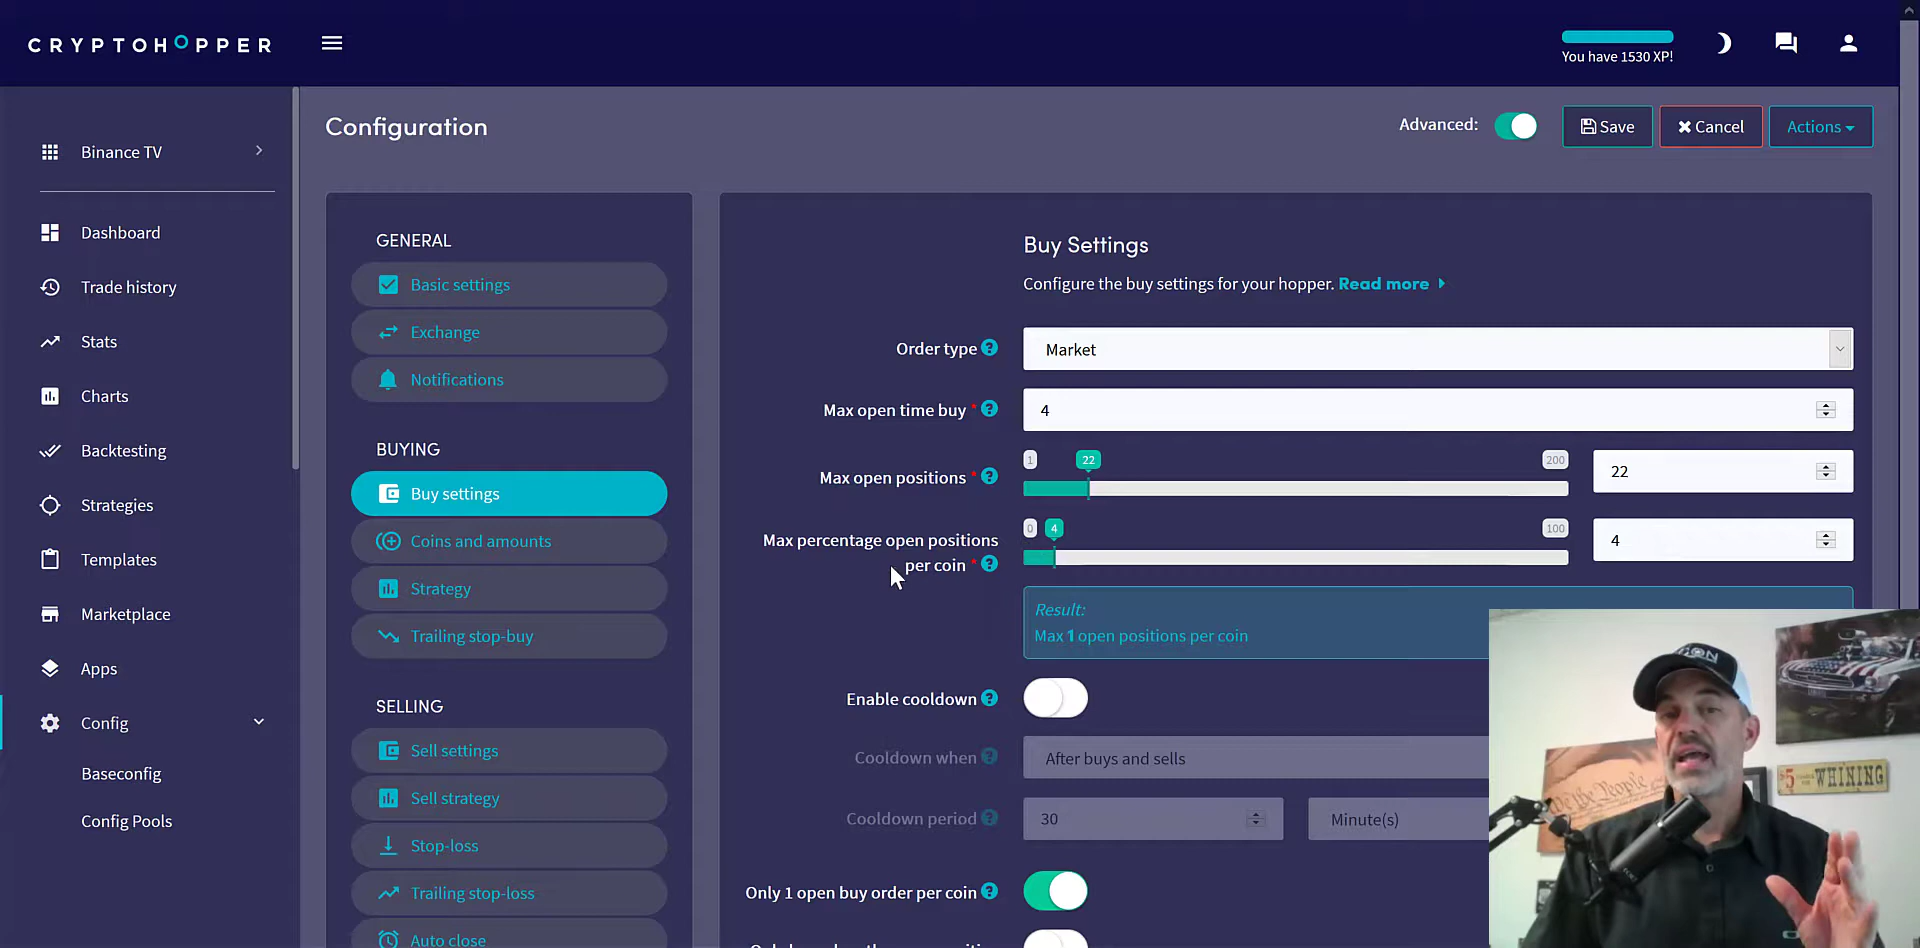 CRYPTOHOPPER
You have 1530 XP!
Configuration
Advanced:
Save
Cancel
Actions
Binance TV
Dashboard
Trade history
Stats
Charts
Backtesting
Strategies
Templates
Marketplace
Apps
Config
Baseconfig
Config Pools
GENERAL
Basic settings
Exchange
Notifications
BUYING
Buy settings
Coins and amounts
Strategy
Trailing stop-buy
SELLING
Sell settings
Sell strategy
Stop-loss
Trailing stop-loss
Auto close
Buy Settings
Configure the buy settings for your hopper. Read more
Order type ?
Market
Max open time buy * ?
4
Max open positions * ?
1 22 200
22
Max percentage open positions
per coin * ?
0 4 100
4
Result:
Max 1 open positions per coin
Enable cooldown ?
Cooldown when ?
After buys and sells
Cooldown period ?
30
Minute(s)
Only 1 open buy order per coin ?
We the People
$5
WHINING